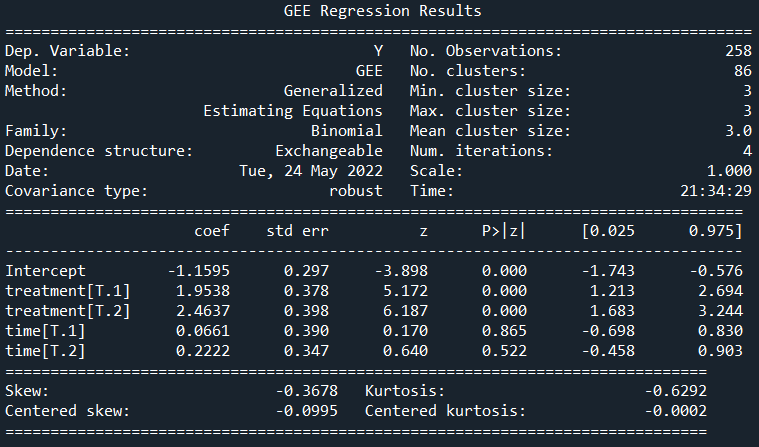 GEE Regression Results
===================================================================================
Dep. Variable: Y No. Observations: 258
Model: GEE No. clusters: 86
Method: Generalized Min. cluster size: 3
Estimating Equations Max. cluster size: 3
Family: Binomial Mean cluster size: 3.0
Dependence structure: Exchangeable Num. iterations: 4
Date: Tue, 24 May 2022 Scale: 1.000
Covariance type: robust Time: 21:34:29
==================================================================================
coef std err z P>|z| [0.025 0.975]
----------------------------------------------------------------------------------
Intercept -1.1595 0.297 -3.898 0.000 -1.743 -0.576
treatment[T.1] 1.9538 0.378 5.172 0.000 1.213 2.694
treatment[T.2] 2.4637 0.398 6.187 0.000 1.683 3.244
time[T.1] 0.0661 0.390 0.170 0.865 -0.698 0.830
time[T.2] 0.2222 0.347 0.640 0.522 -0.458 0.903
==============================================================================
Skew: -0.3678 Kurtosis: -0.6292
Centered skew: -0.0995 Centered kurtosis: -0.0002
==============================================================================